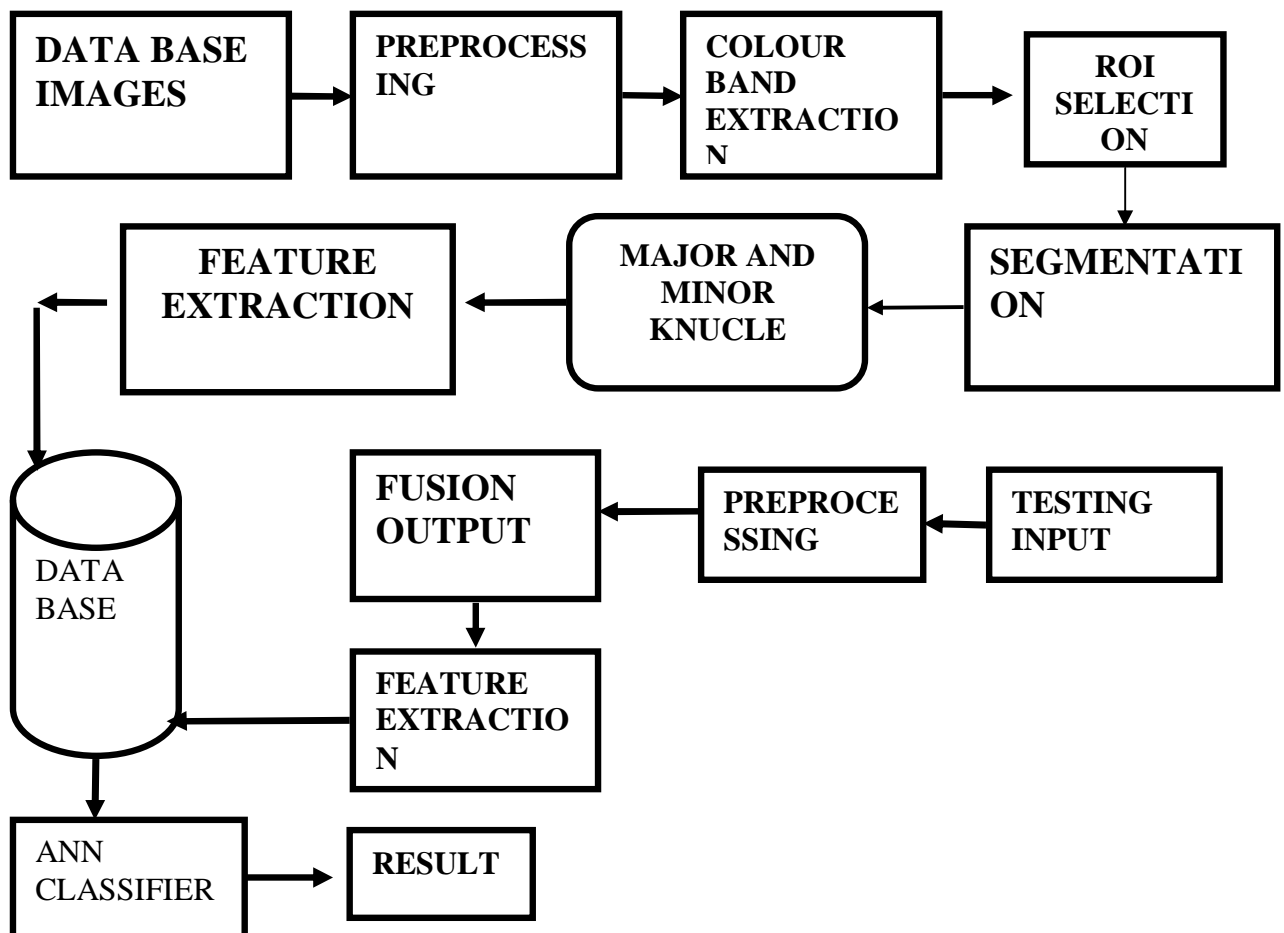 DATA BASE
IMAGES
PREPROCESS
ING
COLOUR
BAND
EXTRACTIO
N
ROI
SELECTI
ON
FEATURE
EXTRACTION
MAJOR AND
MINOR
KNUCLE
SEGMENTATI
ON
DATA
BASE
FUSION
OUTPUT
PREPROCE
SSING
TESTING
INPUT
FEATURE
EXTRACTIO
N
ANN
CLASSIFIER
RESULT